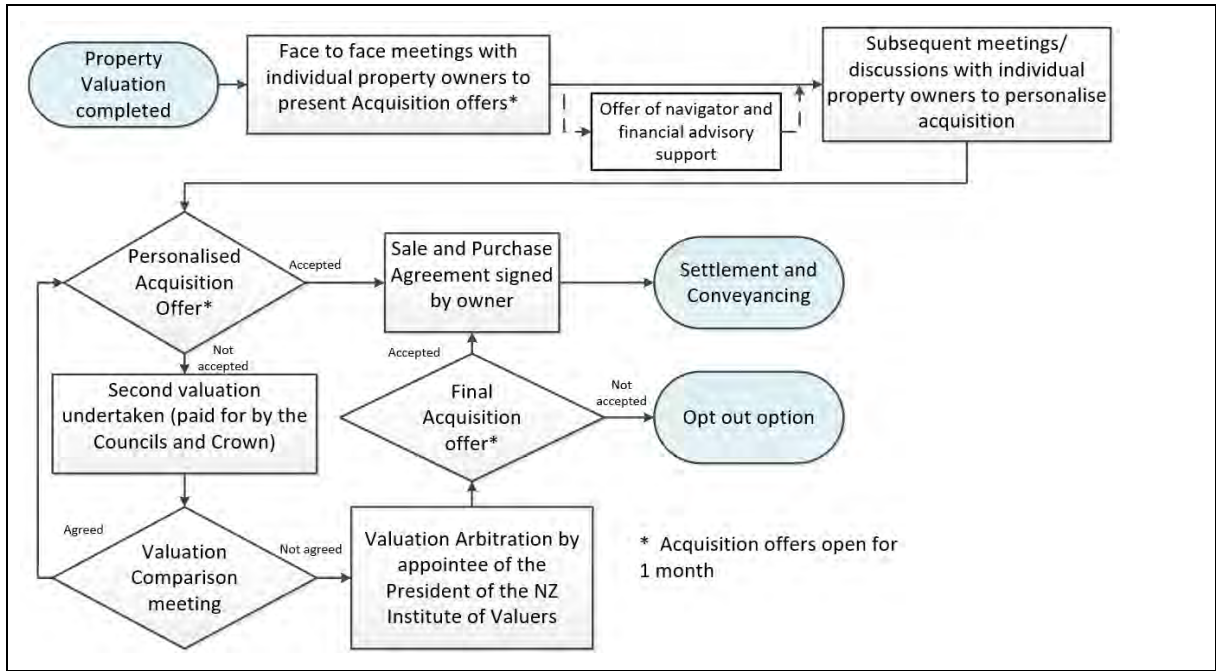 Property
Valuation
completed
Face to face meetings with
individual property owners to
present Acquisition offers*
Offer of navigator and
financial advisory
support
Subsequent meetings/
discussions with individual
property owners to personalise
acquisition
Personalised
Acquisition
Offer*
Accepted
Sale and Purchase
Agreement signed
by owner
Settlement and
Conveyancing
Not
accepted
Second valuation
undertaken (paid for by the
Councils and Crown)
Accepted
Final
Acquisition
offer*
Not
accepted
Opt out option
Agreed
Valuation
Comparison
meeting
Not agreed
Valuation Arbitration by
appointee of the
President of the NZ
Institute of Valuers
* Acquisition offers open for
1 month